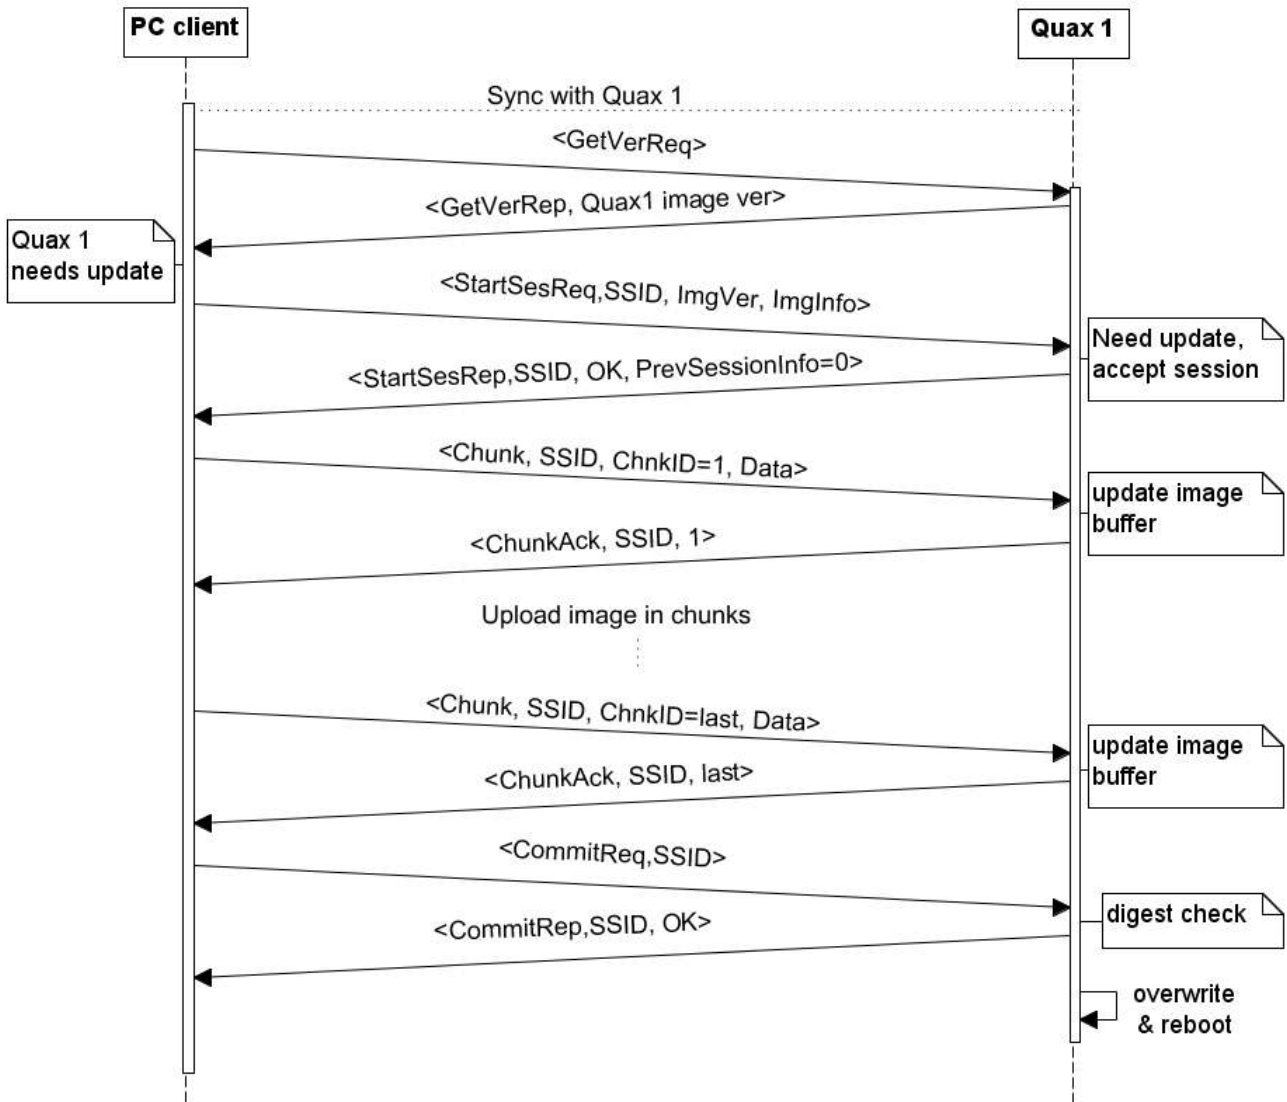 PC client
Quax 1
Sync with Quax 1
<GetVerReq>
<GetVerRep, Quax1 image ver>
Quax 1
needs update
<StartSesReq,SSID, ImgVer, ImgInfo>
Need update,
accept session
<StartSesRep,SSID, OK, PrevSessionInfo=0>
<Chunk, SSID, ChnkID=1, Data>
update image
buffer
<ChunkAck, SSID, 1>
Upload image in chunks
<Chunk, SSID, ChnkID=last, Data>
update image
buffer
<ChunkAck, SSID, last>
<CommitReq,SSID>
digest check
<CommitRep,SSID, OK>
overwrite
& reboot